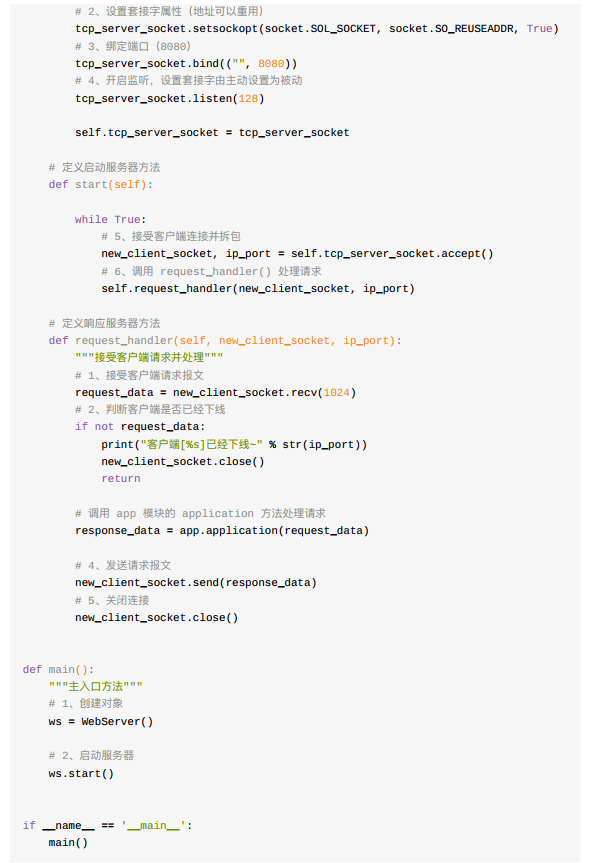 # 2、设置套接字属性（地址可以重用）
tcp_server_socket.setsockopt(socket.SOL_SOCKET, socket.SO_REUSEADDR, True)
# 3、绑定端口（8080）
tcp_server_socket.bind(("", 8080))
# 4、开启监听，设置套接字由主动设置为被动
tcp_server_socket.listen(128)
self.tcp_server_socket = tcp_server_socket
# 定义启动服务器方法
def start(self):
while True:
# 5、接受客户端连接并拆包
new_client_socket, ip_port = self.tcp_server_socket.accept()
# 6、调用 request_handler() 处理请求
self.request_handler(new_client_socket, ip_port)
# 定义响应服务器方法
def request_handler(self, new_client_socket, ip_port):
"""接受客户端请求并处理"""
# 1、接受客户端请求报文
request_data = new_client_socket.recv(1024)
# 2、判断客户端是否已经下线
if not request_data:
print("客户端[%s]已经下线~" % str(ip_port))
new_client_socket.close()
return
# 调用 app 模块的 application 方法处理请求
response_data = app.application(request_data)
# 4、发送请求报文
new_client_socket.send(response_data)
# 5、关闭连接
new_client_socket.close()
def main():
"""主入口方法"""
# 1、创建对象
ws = WebServer()
# 2、启动服务器
ws.start()
if __name__ == '__main__':
main()